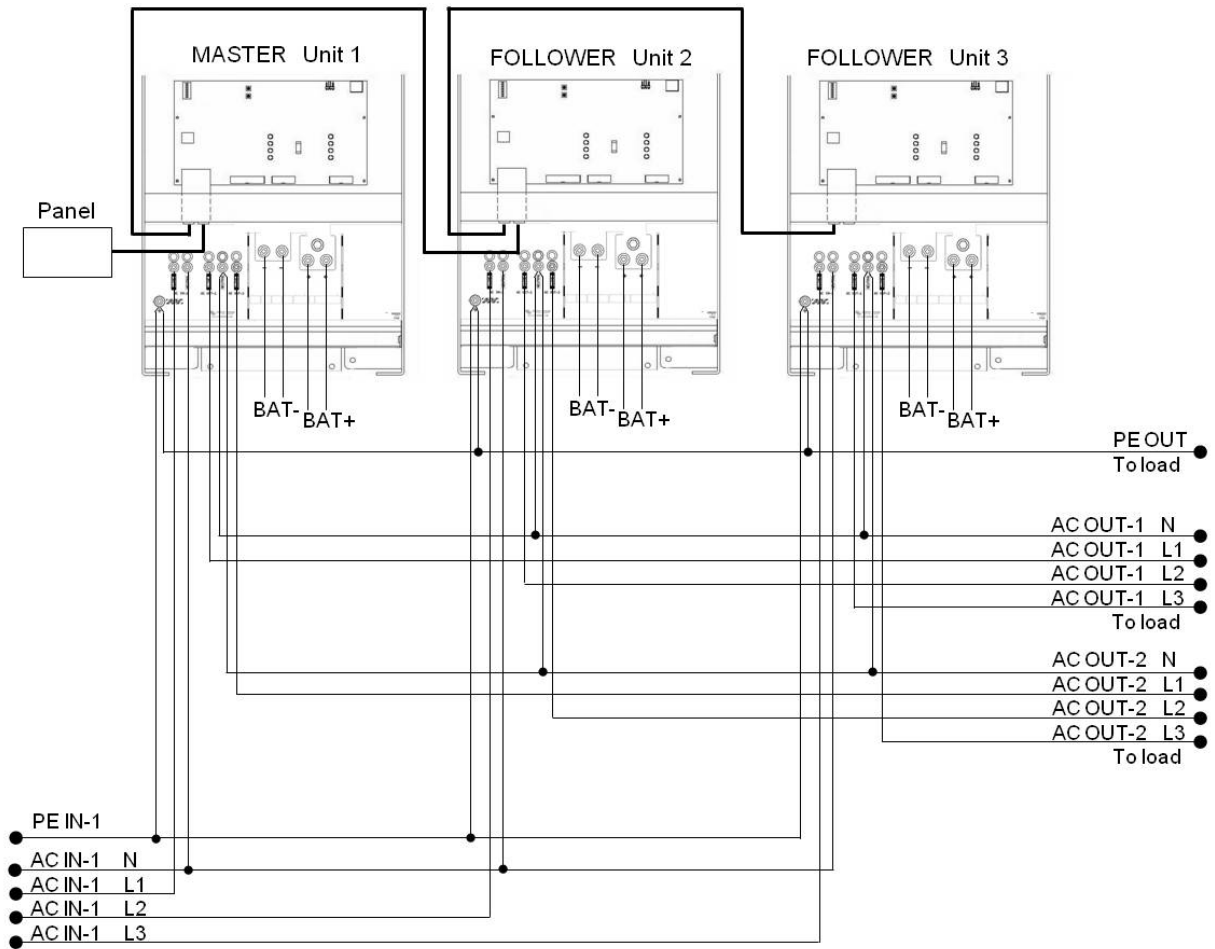 MASTER Unit 1
FOLLOWER Unit 2
FOLLOWER Unit 3
Panel
BAT- BAT+
BAT- BAT+
BAT- BAT+
PE OUT
To load
AC OUT-1 N
AC OUT-1 L1
AC OUT-1 L2
AC OUT-1 L3
To load
AC OUT-2 N
AC OUT-2 L1
AC OUT-2 L2
AC OUT-2 L3
To load
PE IN-1
AC IN-1 N
AC IN-1 L1
AC IN-1 L2
AC IN-1 L3